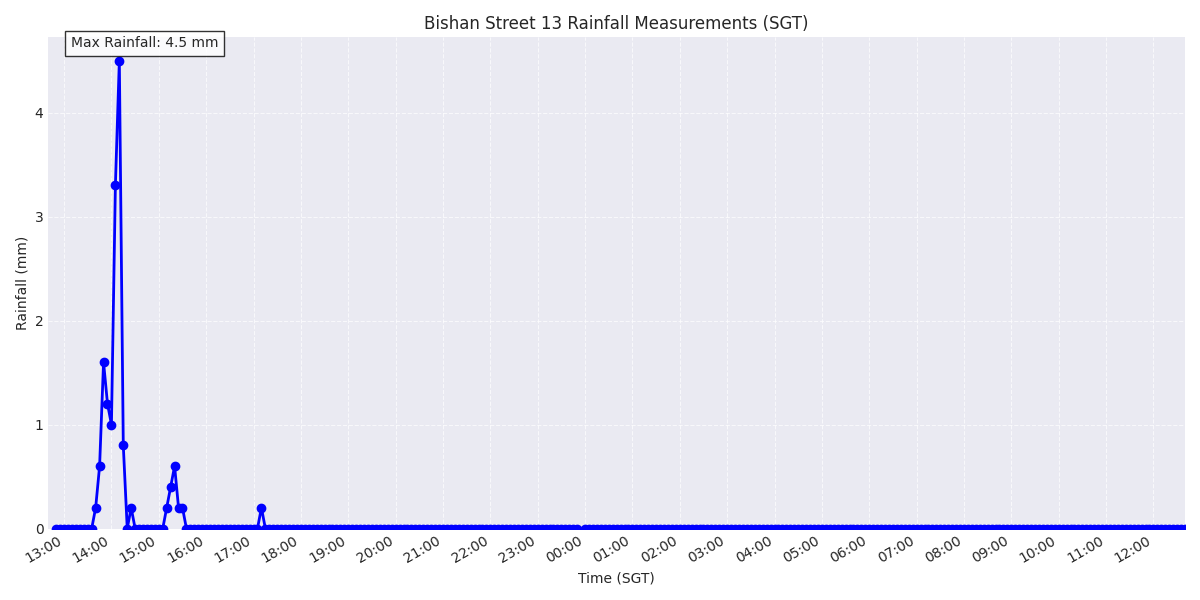 Bishan Street 13 Rainfall Measurements (SGT)
Max Rainfall: 4.5 mm
4
3
2
1
0
Rainfall (mm)
13:00 14:00 15:00 16:00 17:00 18:00 19:00 20:00 21:00 22:00 23:00 00:00 01:00 02:00 03:00 04:00 05:00 06:00 07:00 08:00 09:00 10:00 11:00 12:00
Time (SGT)